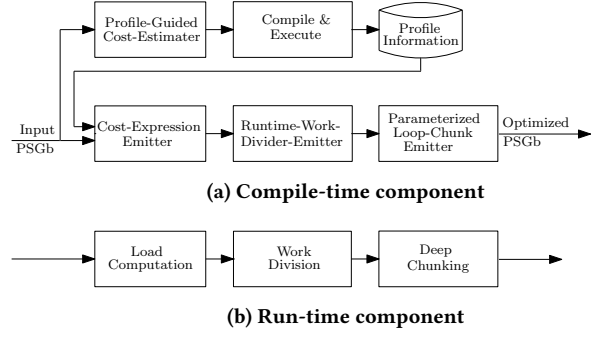 Profile-Guided
Cost-Estimater
Compile &
Execute
Profile
Information
Input
PSGb
Cost-Expression
Emitter
Runtime-Work-
Divider-Emitter
Parameterized
Loop-Chunk
Emitter
Optimized
PSGb
(a) Compile-time component
Load
Computation
Work
Division
Deep
Chunking
(b) Run-time component